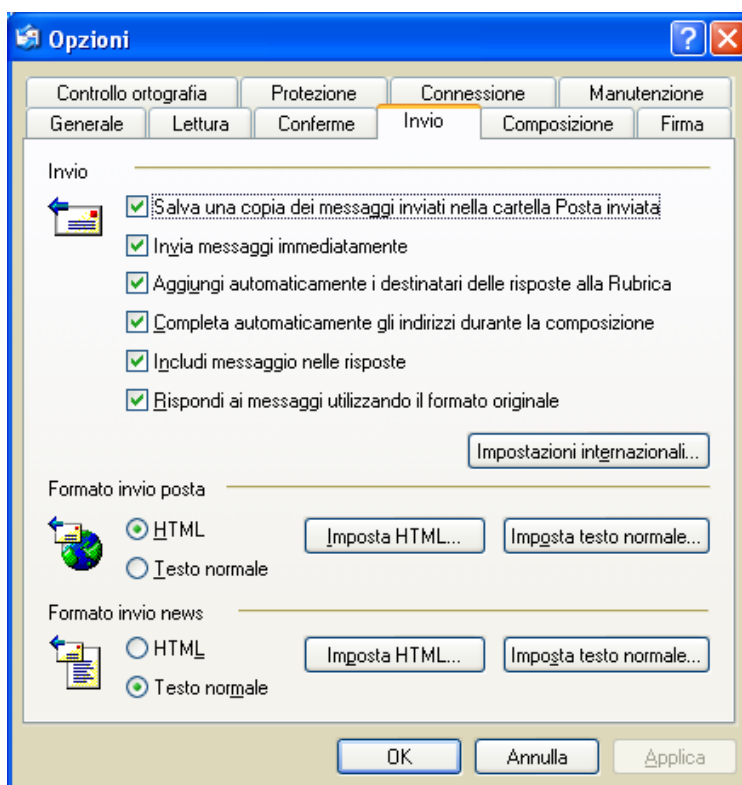 Opzioni
Controllo ortografia Protezione Connessione Manutenzione
Generale Lettura Conferme Invio Composizione Firma
Invio
Salva una copia dei messaggi inviati nella cartella Posta inviata
Invia messaggi immediatamente
Aggiungi automaticamente i destinatari delle risposte alla Rubrica
Completa automaticamente gli indirizzi durante la composizione
Includi messaggio nelle risposte
Rispondi ai messaggi utilizzando il formato originale
Impostazioni internazionali...
Formato invio posta
HTML Imposta HTML... Imposta testo normale...
Testo normale
Formato invio news
HTML Imposta HTML... Imposta testo normale...
Testo normale
OK Annulla Applica